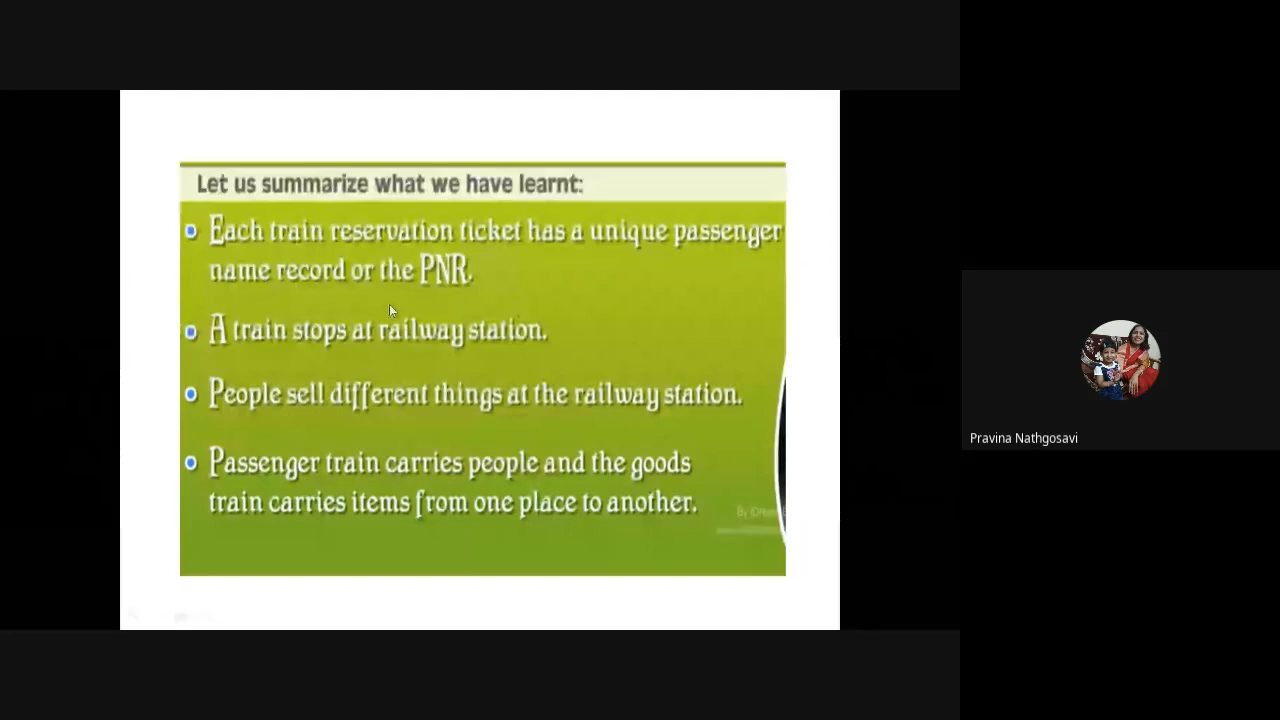 Let us summarize what we have learnt:
Each train reservation ticket has a unique passenger
name record or the PNR.
A train stops at railway station.
People sell different things at the railway station.
Passenger train carries people and the goods
train carries items from one place to another.
By
Pravina Nathgosavi